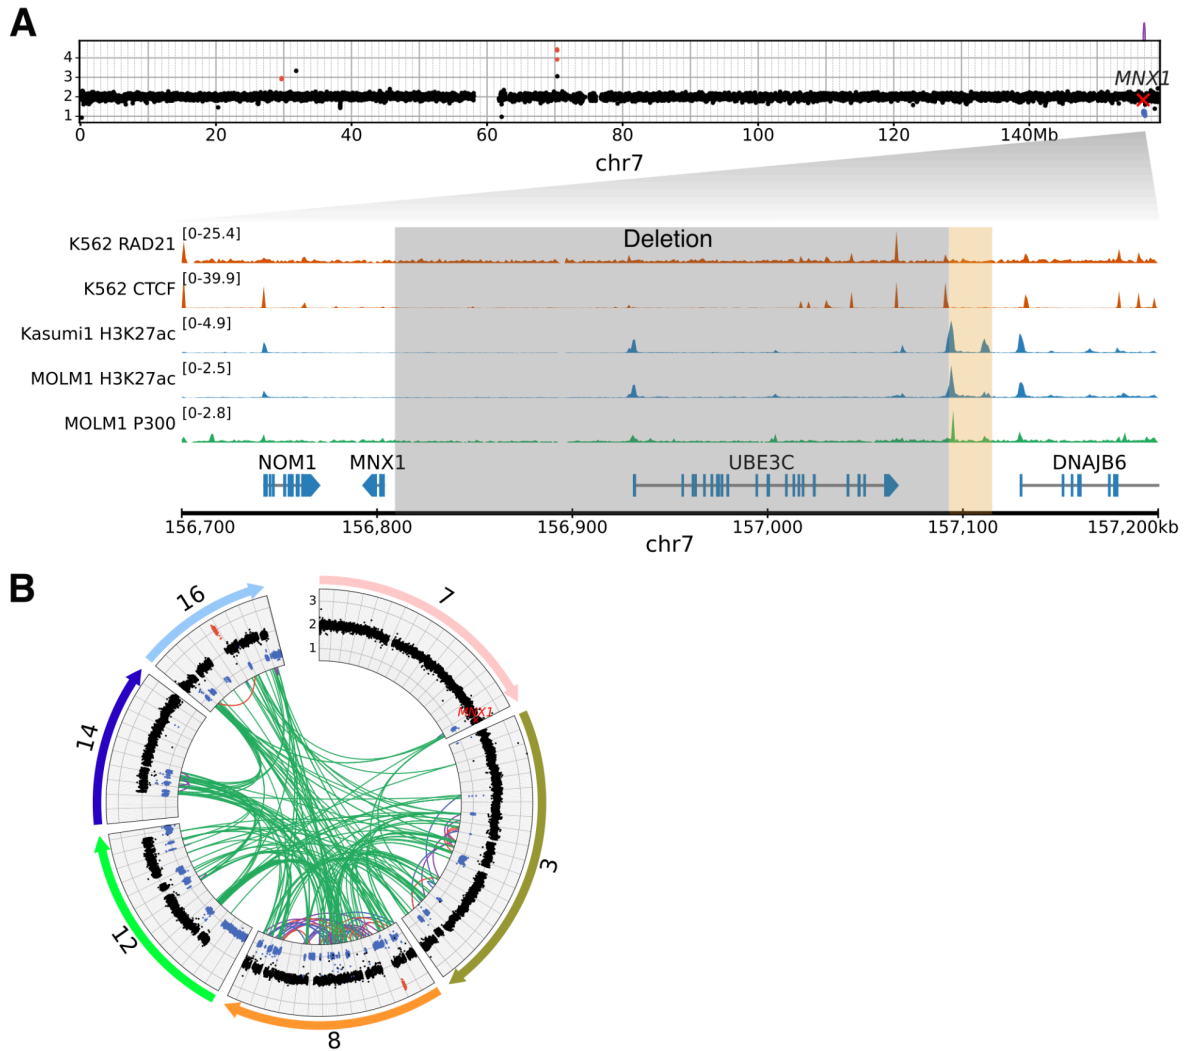 A
4
3
2
1
MNX1
0 20 40 60 80 100 120 140Mb
chr7
Deletion
K562 RAD21 [0-25.4]
K562 CTCF [0-39.9]
Kasumi1 H3K27ac [0-4.9]
MOLM1 H3K27ac [0-2.5]
MOLM1 P300 [0-2.8]
NOM1 MNX1 UBE3C DNAJB6
156,700 156,800 156,900 157,000 157,100 157,200kb
chr7
B
16 7
3
2
1
MNX1
14
3
12
8